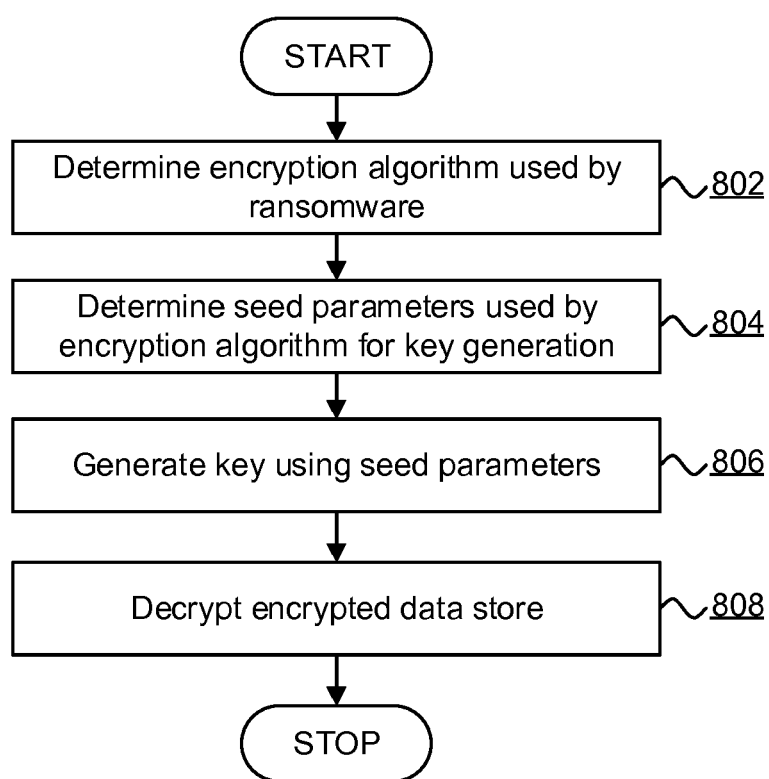 START
Determine encryption algorithm used by
ransomware
802
Determine seed parameters used by
encryption algorithm for key generation
804
Generate key using seed parameters
806
Decrypt encrypted data store
808
STOP